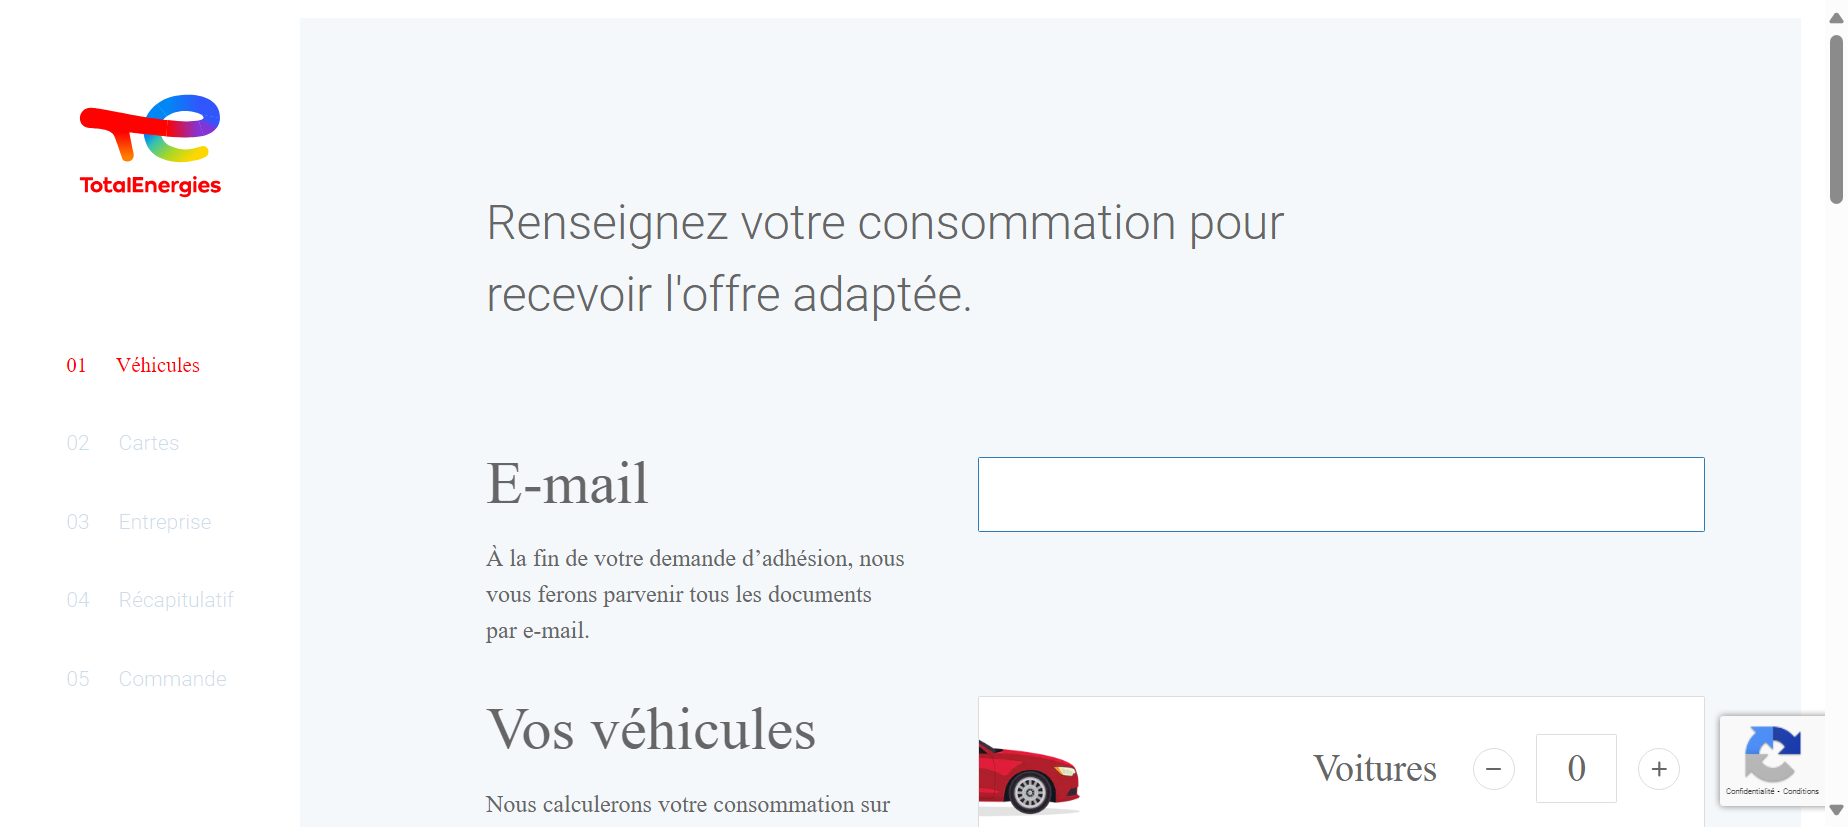 TotalEnergies
01 Véhicules
02 Cartes
03 Entreprise
04 Récapitulatif
05 Commande
Renseignez votre consommation pour
recevoir l'offre adaptée.
E-mail
À la fin de votre demande d’adhésion, nous
vous ferons parvenir tous les documents
par e-mail.
Vos véhicules
Nous calculerons votre consommation sur
Voitures − 0 +
Confidentialité - Conditions